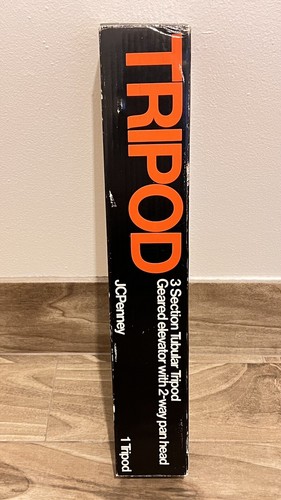 TRIPOD
3 Section Tubular Tripod
Geared elevator with 2-way pan head
JCPenney
1 Tripod